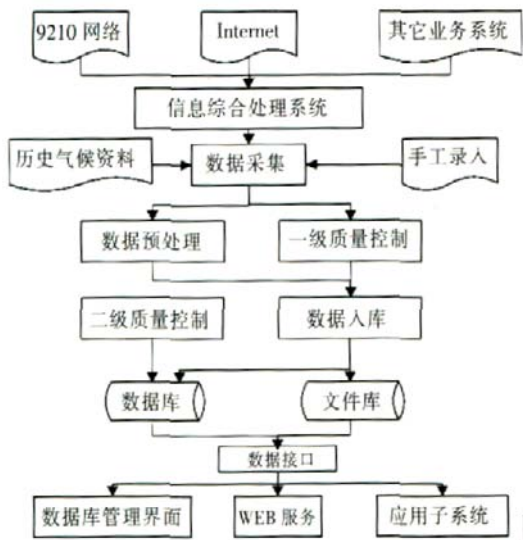 9210 网络
Internet
其它业务系统
信息综合处理系统
历史气候资料
数据采集
手工录入
数据预处理
一级质量控制
二级质量控制
数据入库
数据库
文件库
数据接口
数据库管理界面
WEB 服务
应用子系统